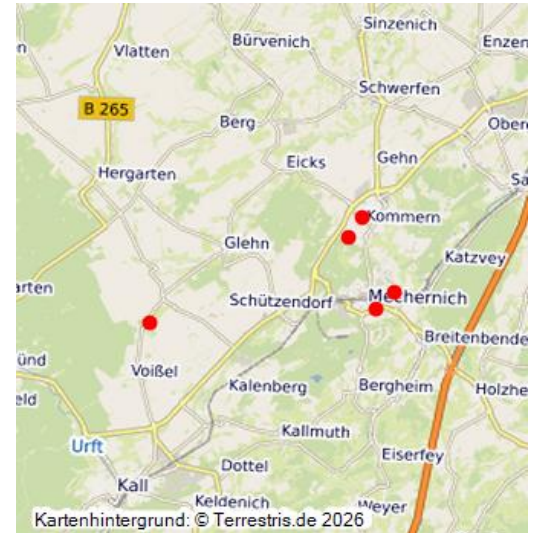 Sinzenich
Vlatten
Bürvenich
Enzen
Schwerfen
B 265
Berg
Ober
Eicks
Gehn
Hergarten
Sa
Kommern
Glehn
Katzvey
arten
Schützendorf
Mechernich
Breitenbende
ünd
Voißel
Kalenberg
Bergheim
Holzhe
eld
Kallmuth
Urft
Eiserfey
Dottel
Kall
Keldenich
Weyer
Kartenhintergrund: © Terrestris.de 2026